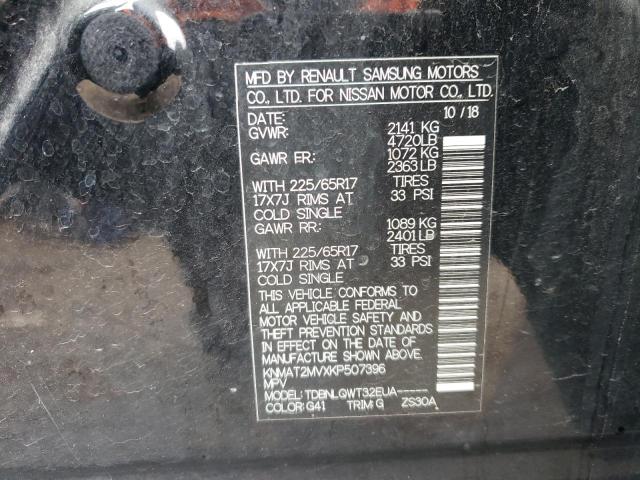 MFD BY RENAULT SAMSUNG MOTORS
CO., LTD. FOR NISSAN MOTOR CO., LTD.
DATE: 10/18
GVWR: 2141 KG
4720LB
GAWR FR: 1072 KG
2363LB
WITH 225/65R17 TIRES
17X7J RIMS AT 33 PSI
COLD SINGLE
GAWR RR: 1089 KG
2401LB
WITH 225/65R17 TIRES
17X7J RIMS AT 33 PSI
COLD SINGLE
THIS VEHICLE CONFORMS TO
ALL APPLICABLE FEDERAL
MOTOR VEHICLE SAFETY AND
THEFT PREVENTION STANDARDS
IN EFFECT ON THE DATE OF
MANUFACTURE SHOWN ABOVE.
KNMAT2MVXKP507396
MPV
MODEL: TDBNLQWT32EUA-----
COLOR: G41 TRIM: G ZS30A